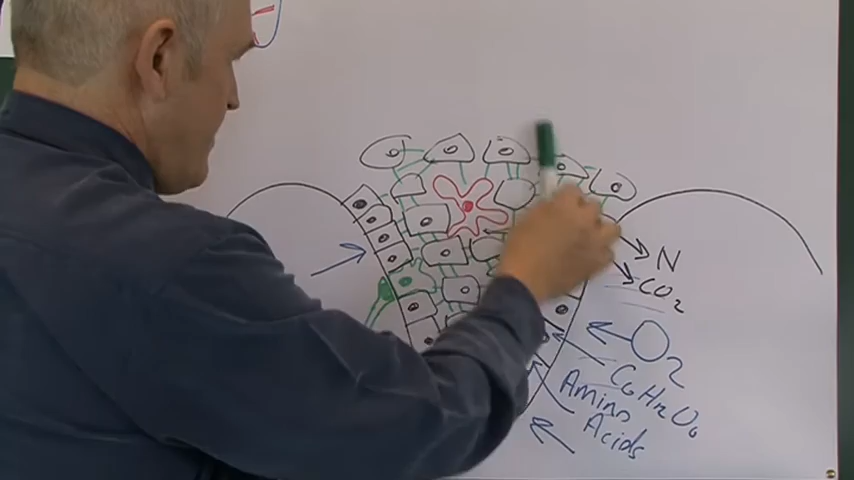 N
CO2
O2
C6H12O6
Amino
Acids